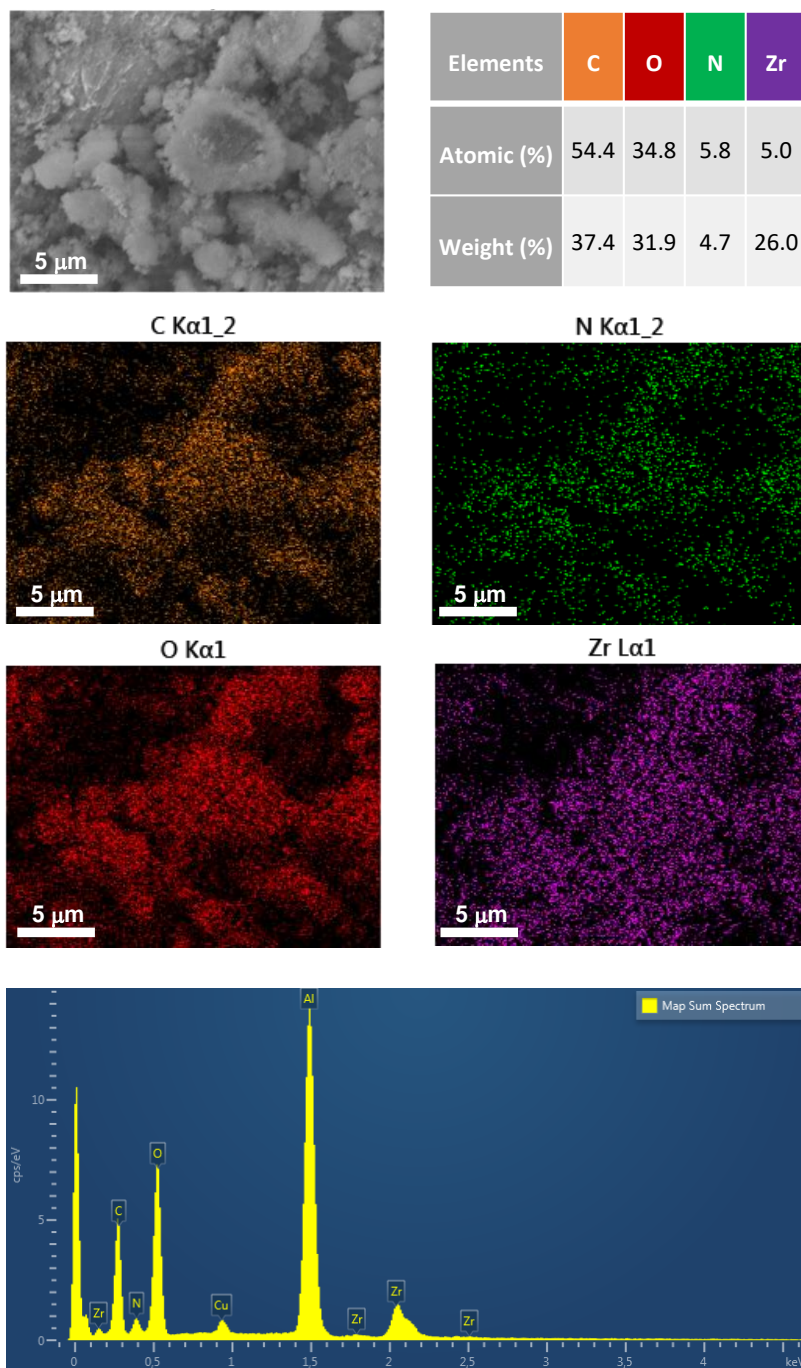 Elements C O N Zr
Atomic (%) 54.4 34.8 5.8 5.0
Weight (%) 37.4 31.9 4.7 26.0
5 μm
C Kα1_2
N Kα1_2
5 μm
5 μm
O Kα1
Zr Lα1
5 μm
5 μm
Map Sum Spectrum
Al
10
O
cps/eV
5
C
Zr
N
Cu
Zr
Zr
Zr
0
0 0,5 1 1,5 2 2,5 3 3,5 4